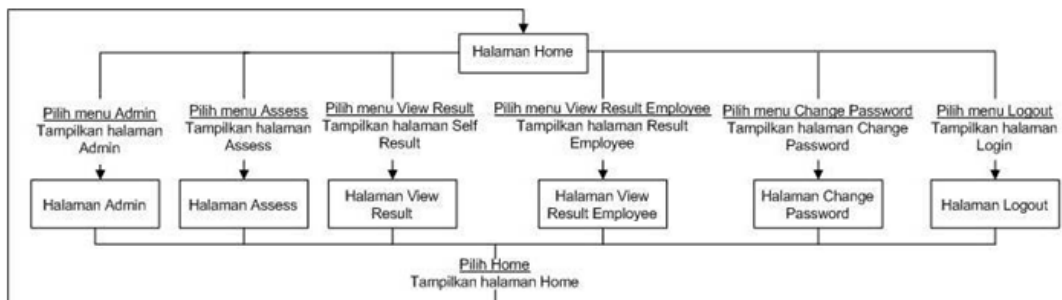 Halaman Home
Pilih menu Admin
Tampilkan halaman
Admin
Pilih menu Assess
Tampilkan halaman
Assess
Pilih menu View Result
Tampilkan halaman Self
Result
Pilih menu View Result Employee
Tampilkan halaman Result
Employee
Pilih menu Change Password
Tampilkan halaman Change
Password
Pilih menu Logout
Tampilkan halaman
Login
Halaman Admin
Halaman Assess
Halaman View
Result
Halaman View
Result Employee
Halaman Change
Password
Halaman Logout
Pilih Home
Tampilkan halaman Home